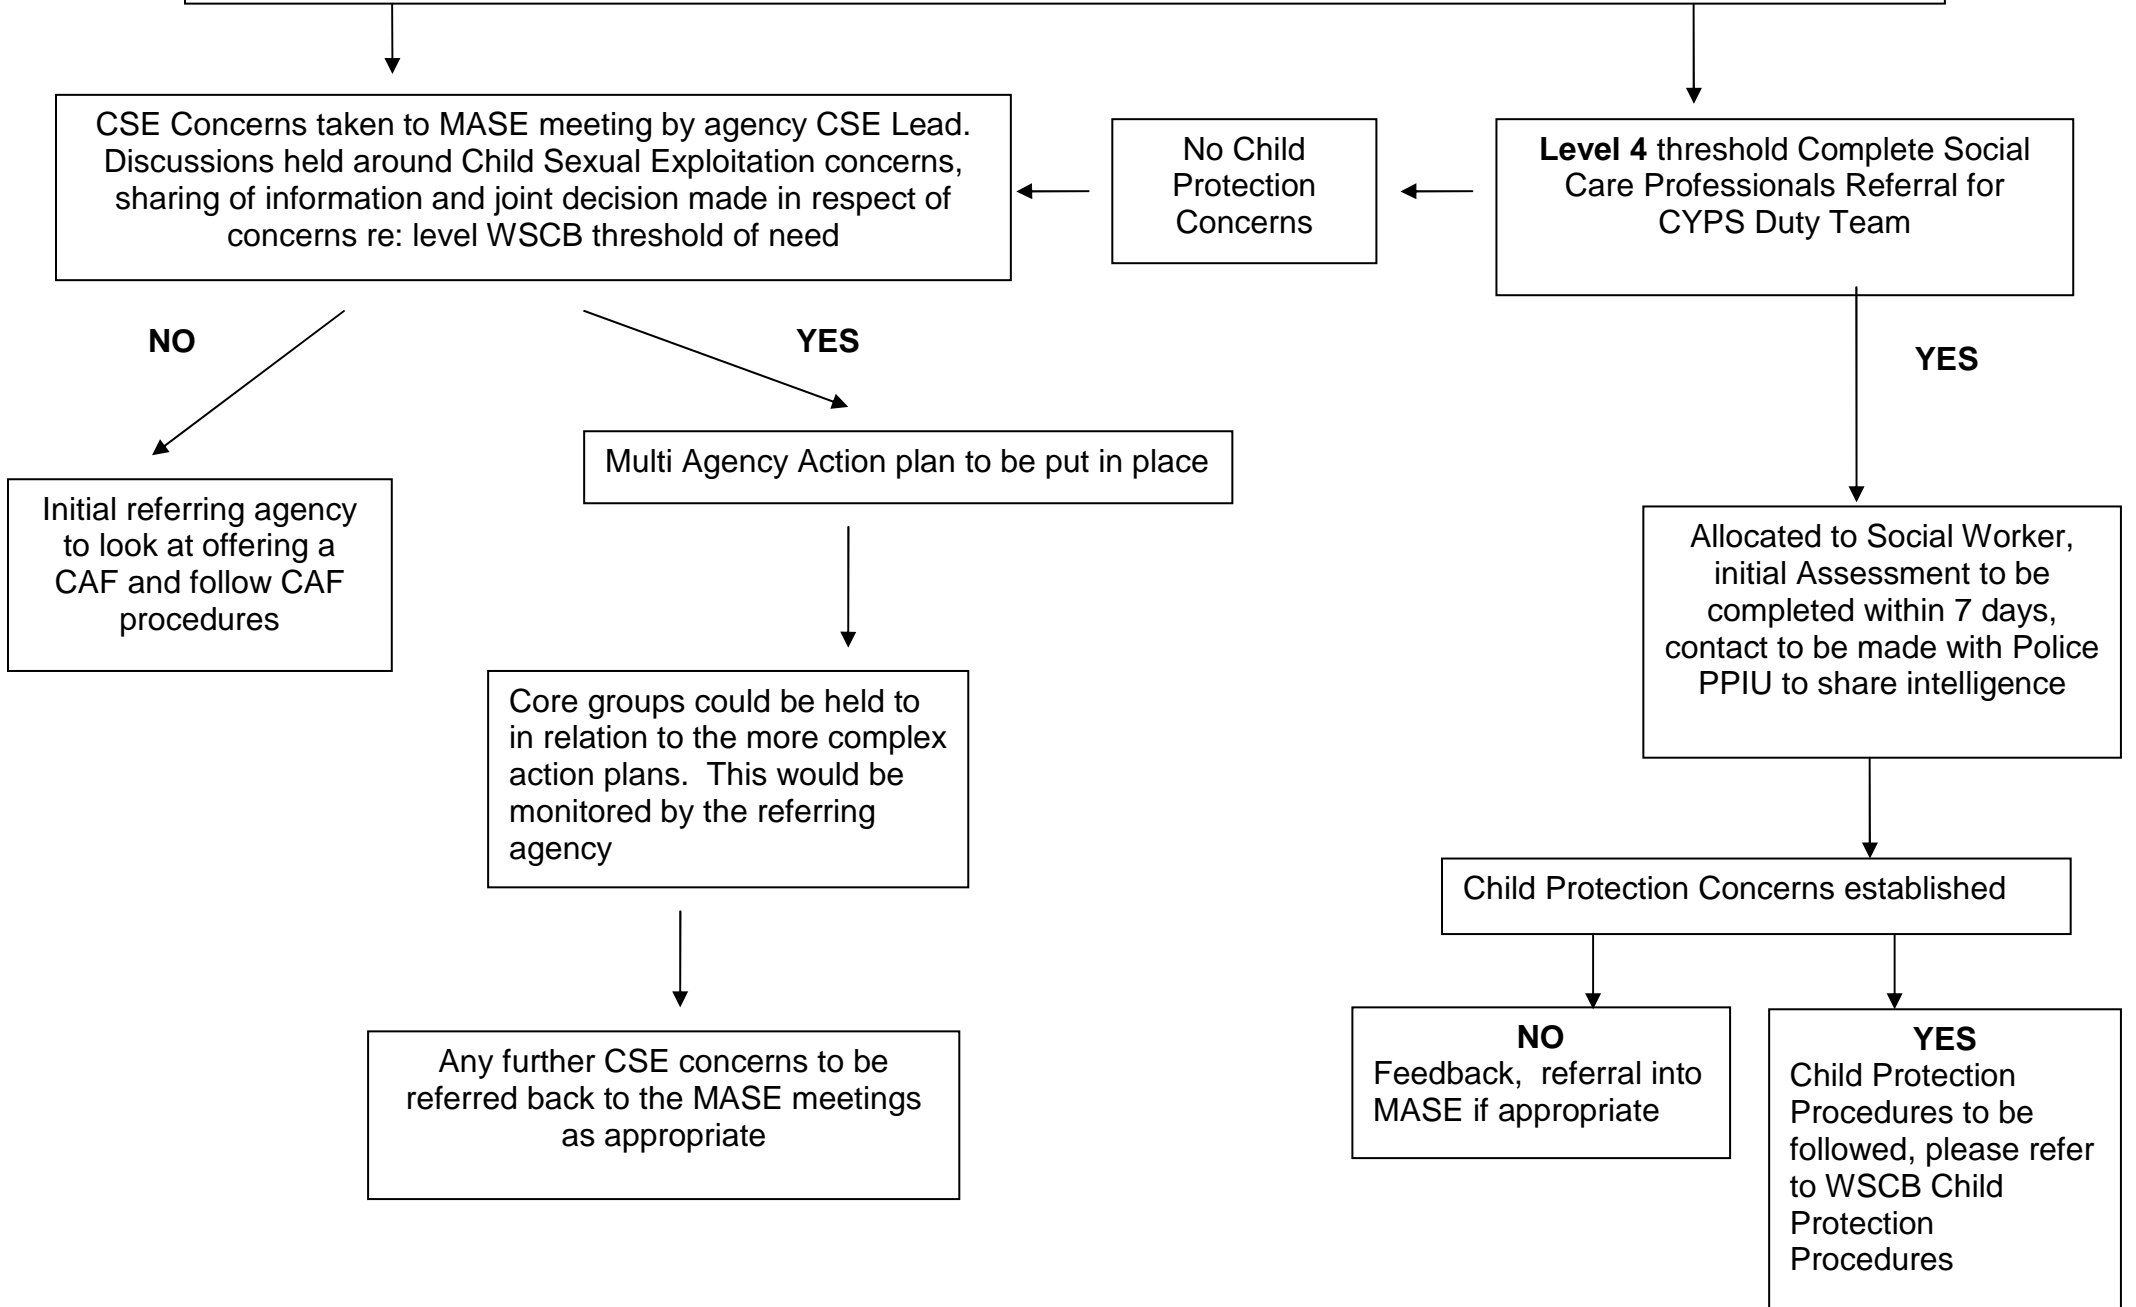 CSE Concerns taken to MASE meeting by agency CSE Lead.
Discussions held around Child Sexual Exploitation concerns,
sharing of information and joint decision made in respect of
concerns re: level WSCB threshold of need
No Child
Protection
Concerns
Level 4 threshold Complete Social
Care Professionals Referral for
CYPS Duty Team
NO
YES
YES
Multi Agency Action plan to be put in place
Initial referring agency
to look at offering a
CAF and follow CAF
procedures
Allocated to Social Worker,
initial Assessment to be
completed within 7 days,
contact to be made with Police
PPIU to share intelligence
Core groups could be held to
in relation to the more complex
action plans.  This would be
monitored by the referring
agency
Child Protection Concerns established
Any further CSE concerns to be
referred back to the MASE meetings
as appropriate
NO
Feedback,  referral into
MASE if appropriate
YES
Child Protection
Procedures to be
followed, please refer
to WSCB Child
Protection
Procedures